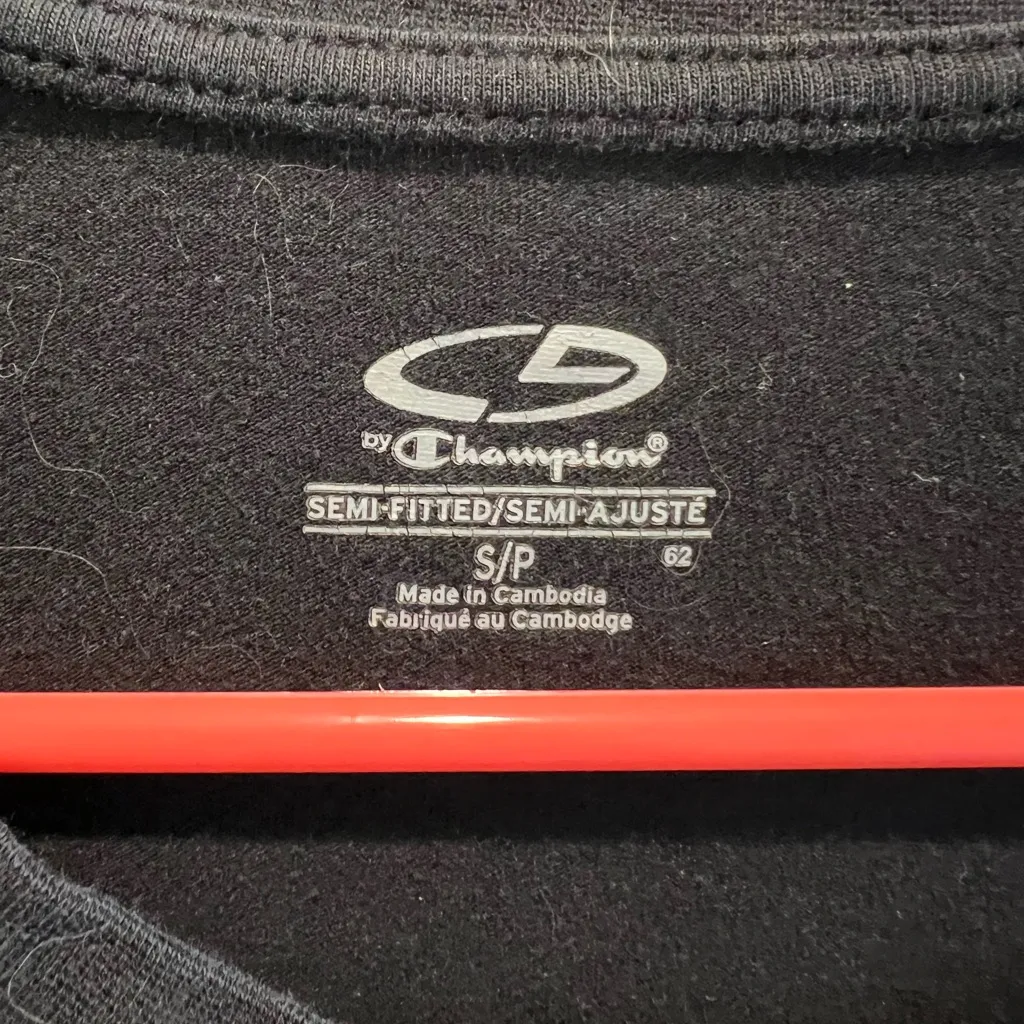 by Champion®
SEMI-FITTED/SEMI-AJUSTÉ
S/P 62
Made in Cambodia
Fabriqué au Cambodge